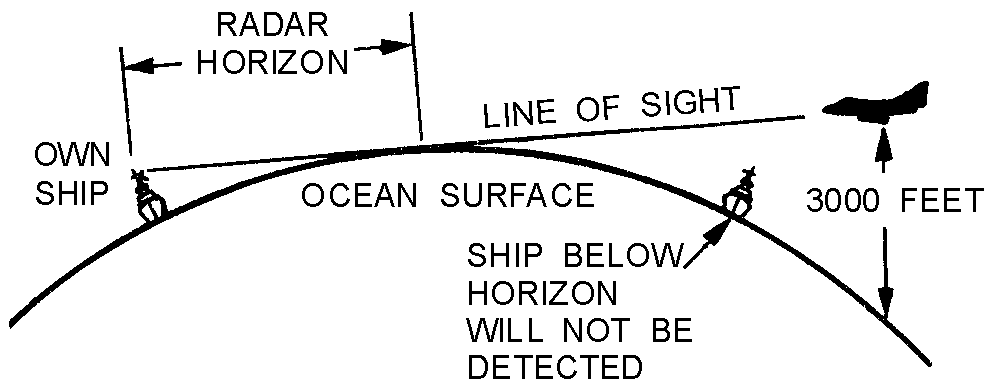 RADAR
HORIZON
LINE OF SIGHT
OWN
SHIP
OCEAN SURFACE
3000 FEET
SHIP BELOW
HORIZON
WILL NOT BE
DETECTED